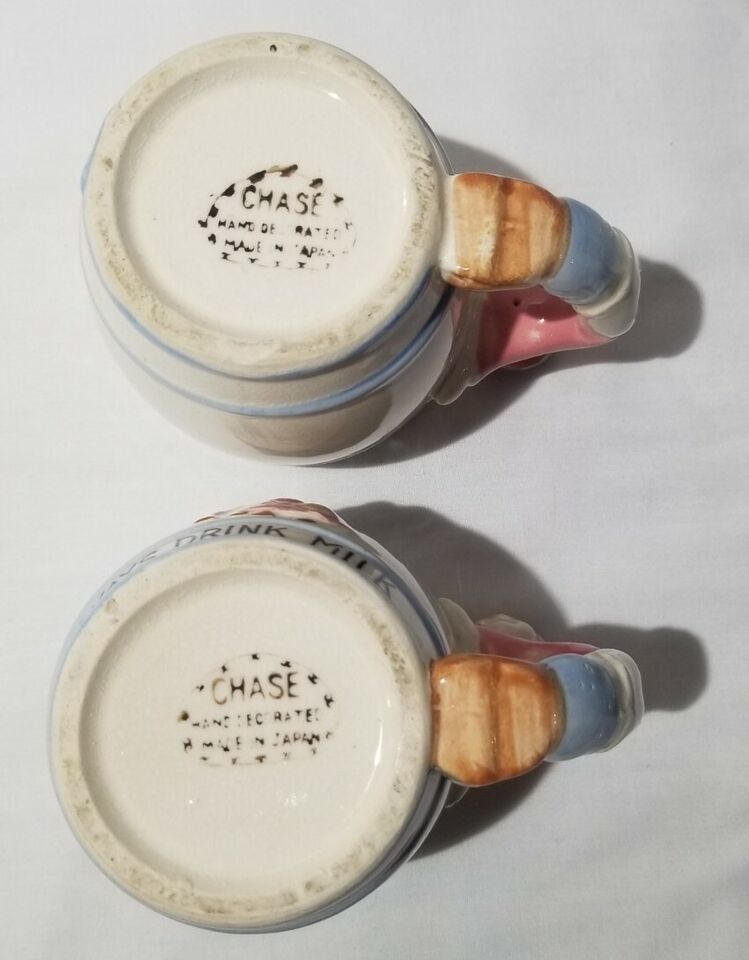 CHASE
HAND DECORATED
MADE IN JAPAN
DRINK MILK
CHASE
HAND DECORATED
MADE IN JAPAN